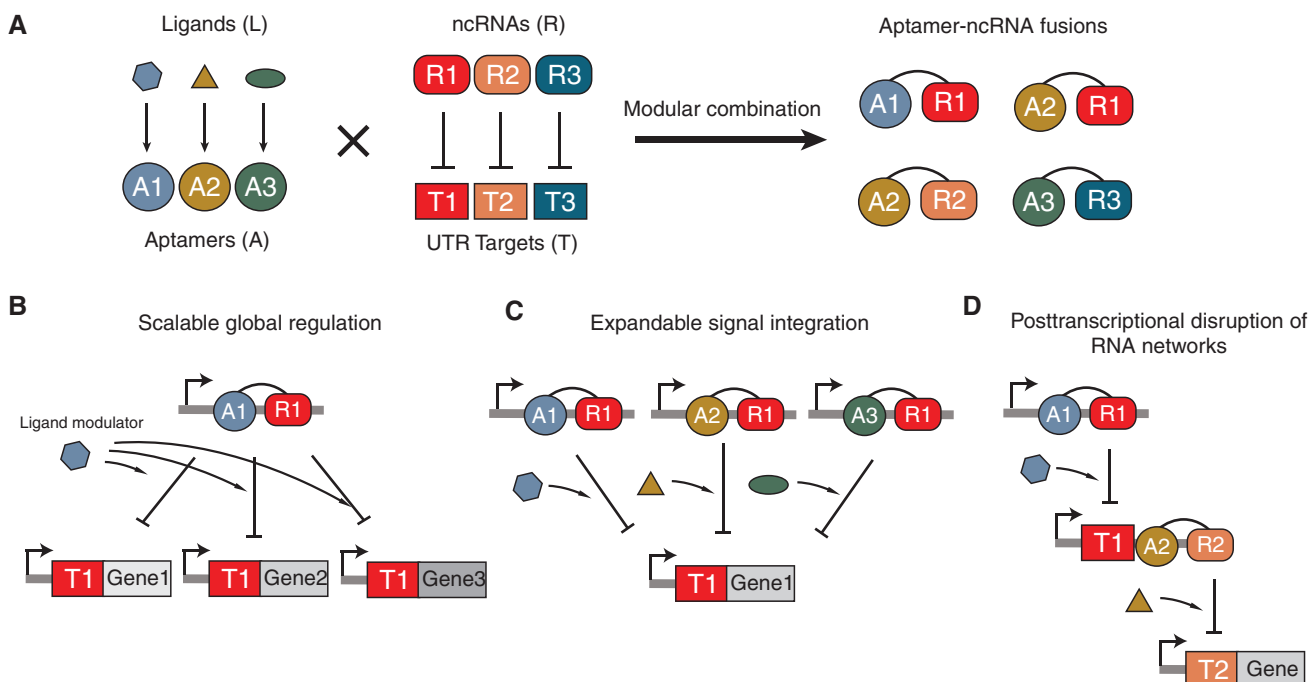 A
Ligands (L)
ncRNAs (R)
Aptamer-ncRNA fusions
R1 R2 R3
A1 R1
A2 R1
Modular combination
A1 A2 A3
T1 T2 T3
A2 R2
A3 R3
Aptamers (A)
UTR Targets (T)
B
Scalable global regulation
A1 R1
Ligand modulator
T1 Gene1
T1 Gene2
T1 Gene3
C
Expandable signal integration
A1 R1
A2 R1
A3 R1
T1 Gene1
D
Posttranscriptional disruption of
RNA networks
A1 R1
T1 A2 R2
T2 Gene